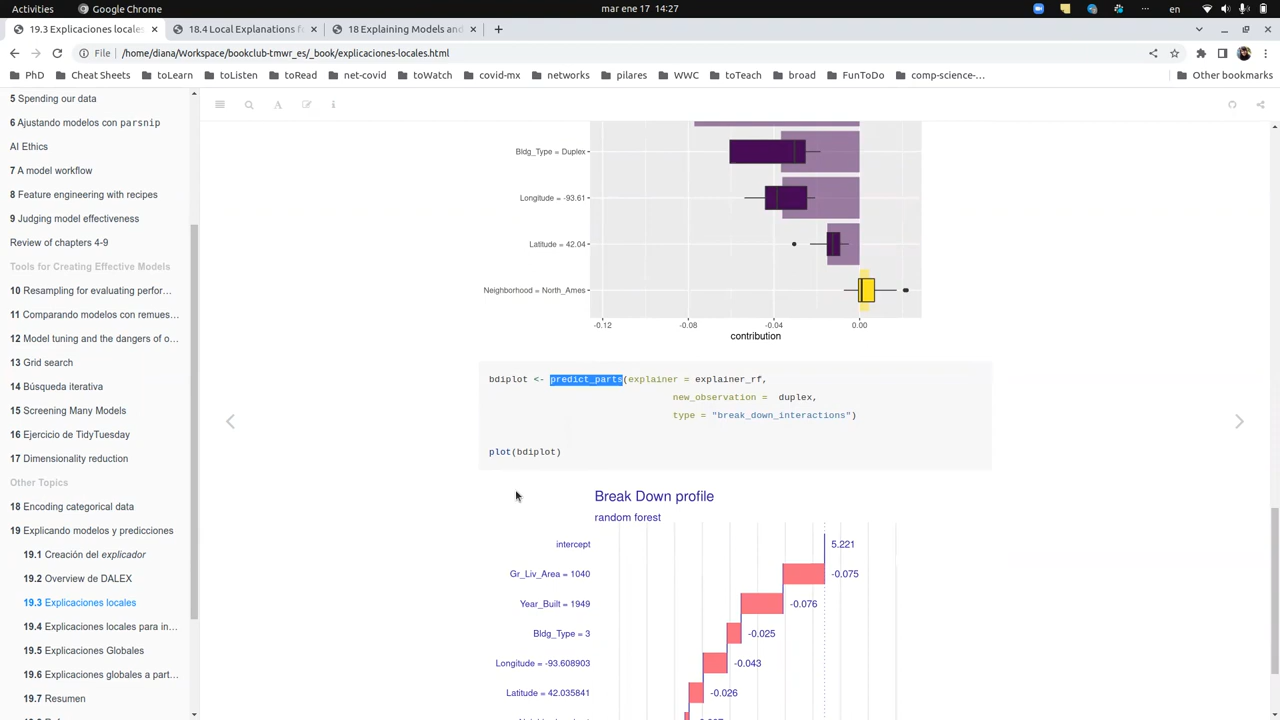 Activities
Google Chrome
mar ene 17 14:27
en
19.3 Explicaciones locales
18.4 Local Explanations fo
18 Explaining Models and
File
/home/diana/Workspace/bookclub-tmwr_es/_book/explicaciones-locales.html
PhD
Cheat Sheets
toLearn
toListen
toRead
net-covid
toWatch
covid-mx
networks
pilares
WWC
toTeach
broad
FunToDo
comp-science-…
Other bookmarks
5 Spending our data
6 Ajustando modelos con parsnip
AI Ethics
7 A model workflow
8 Feature engineering with recipes
9 Judging model effectiveness
Review of chapters 4-9
Tools for Creating Effective Models
10 Resampling for evaluating perfor…
11 Comparando modelos con remues…
12 Model tuning and the dangers of o…
13 Grid search
14 Búsqueda iterativa
15 Screening Many Models
16 Ejercicio de TidyTuesday
17 Dimensionality reduction
Other Topics
18 Encoding categorical data
19 Explicando modelos y predicciones
19.1 Creación del explicador
19.2 Overview de DALEX
19.3 Explicaciones locales
19.4 Explicaciones locales para in…
19.5 Explicaciones Globales
19.6 Explicaciones globales a part…
19.7 Resumen
Bldg_Type = Duplex
Longitude = -93.61
Latitude = 42.04
Neighborhood = North_Ames
-0.12
-0.08
-0.04
0.00
contribution
bdiplot <- predict_parts(explainer = explainer_rf,
new_observation = duplex,
type = "break_down_interactions")
plot(bdiplot)
Break Down profile
random forest
intercept
5.221
Gr_Liv_Area = 1040
-0.075
Year_Built = 1949
-0.076
Bldg_Type = 3
-0.025
Longitude = -93.608903
-0.043
Latitude = 42.035841
-0.026